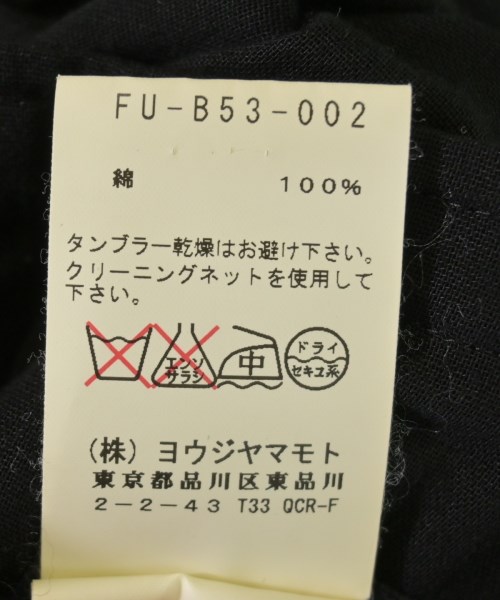 FU-B53-002
綿 100%
タンブラー乾燥はお避け下さい。
クリーニングネットを使用して
下さい。
エンソ
サラシ
中
ドライ
セキユ系
(株)ヨウジヤマモト
東京都品川区東品川
2-2-43 T33 QCR-F